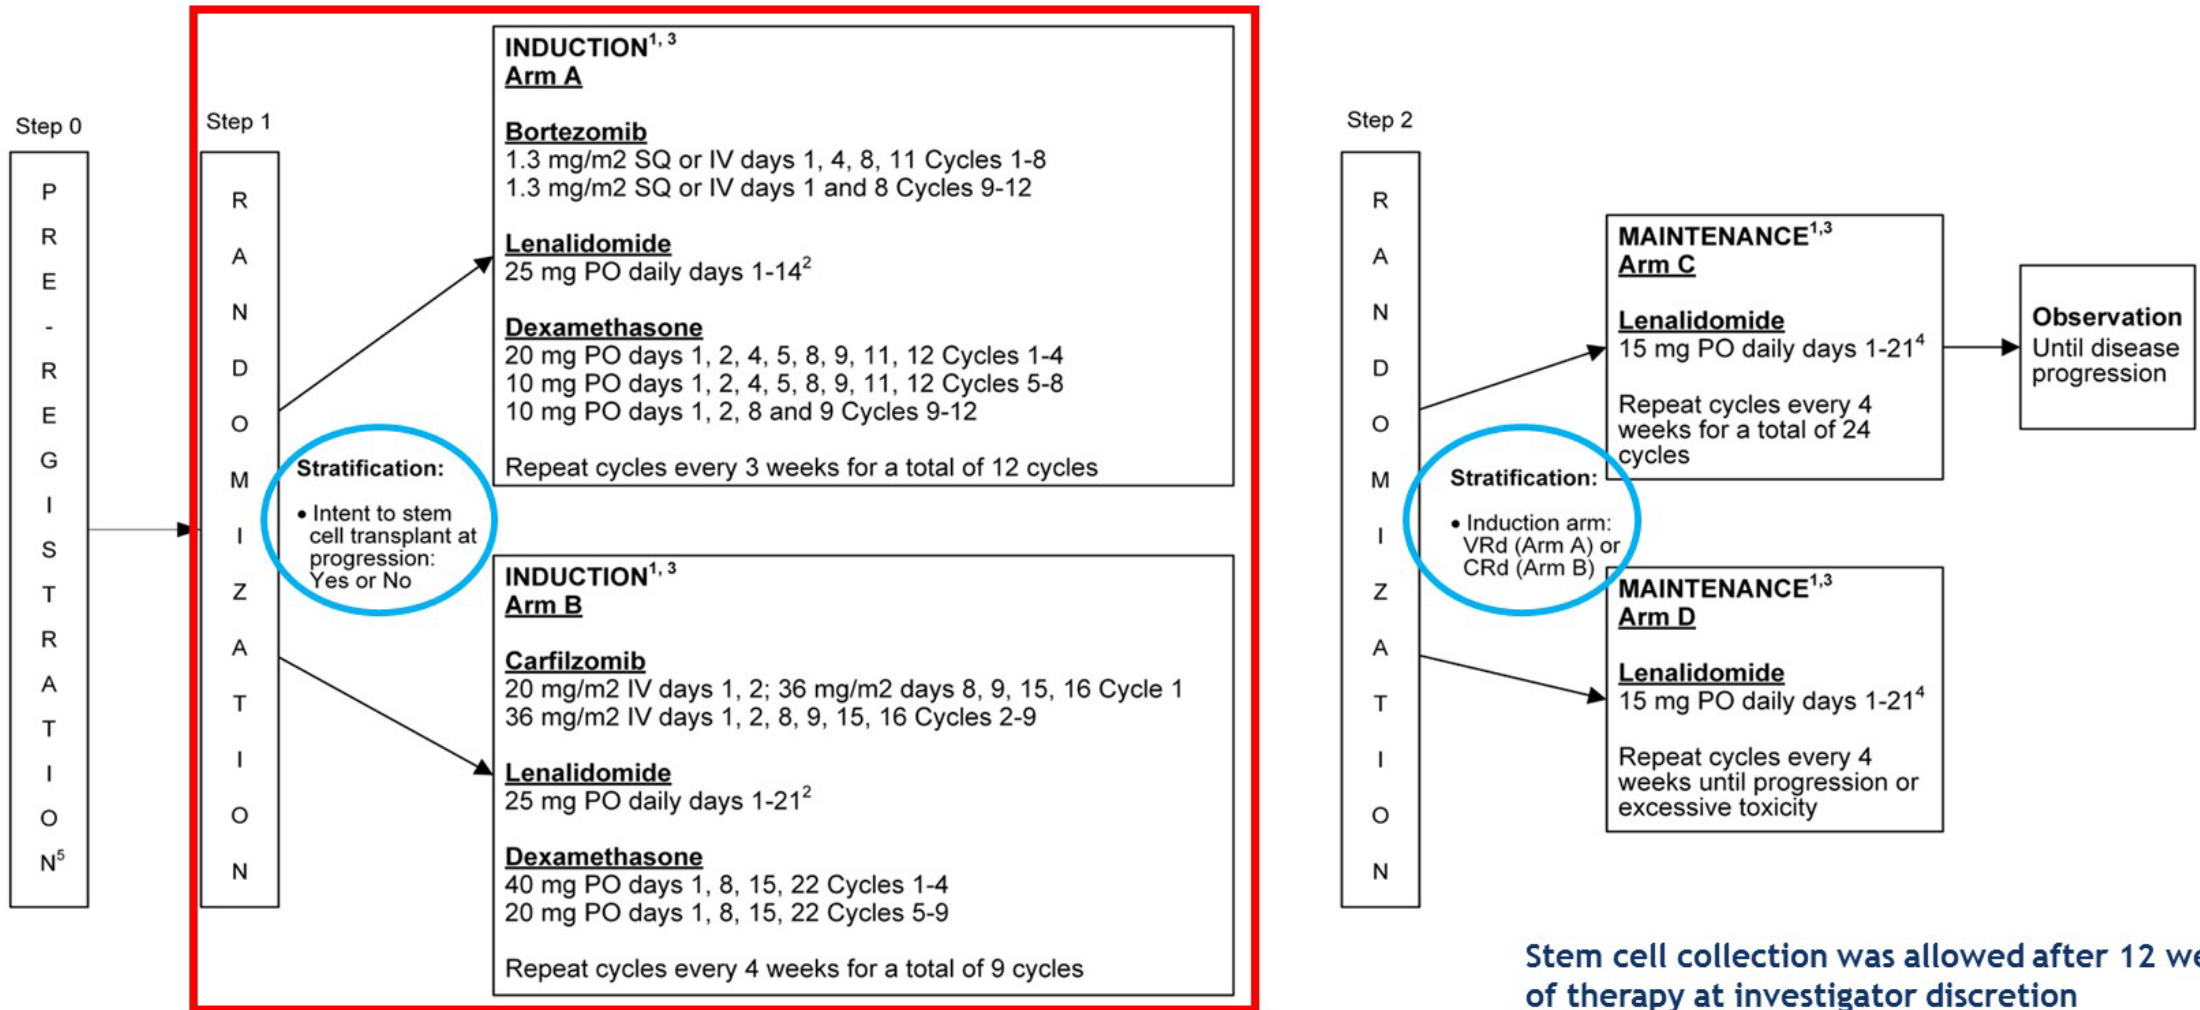 Step 0
PRE-REGISTRATION⁵
Step 1
RANDOMIZATION
Stratification:
• Intent to stem
cell transplant at
progression:
Yes or No
INDUCTION¹, ³
Arm A
Bortezomib
1.3 mg/m2 SQ or IV days 1, 4, 8, 11 Cycles 1-8
1.3 mg/m2 SQ or IV days 1 and 8 Cycles 9-12
Lenalidomide
25 mg PO daily days 1-14²
Dexamethasone
20 mg PO days 1, 2, 4, 5, 8, 9, 11, 12 Cycles 1-4
10 mg PO days 1, 2, 4, 5, 8, 9, 11, 12 Cycles 5-8
10 mg PO days 1, 2, 8 and 9 Cycles 9-12
Repeat cycles every 3 weeks for a total of 12 cycles
INDUCTION¹, ³
Arm B
Carfilzomib
20 mg/m2 IV days 1, 2; 36 mg/m2 days 8, 9, 15, 16 Cycle 1
36 mg/m2 IV days 1, 2, 8, 9, 15, 16 Cycles 2-9
Lenalidomide
25 mg PO daily days 1-21²
Dexamethasone
40 mg PO days 1, 8, 15, 22 Cycles 1-4
20 mg PO days 1, 8, 15, 22 Cycles 5-9
Repeat cycles every 4 weeks for a total of 9 cycles
Step 2
RANDOMIZATION
Stratification:
• Induction arm:
VRd (Arm A) or
CRd (Arm B)
MAINTENANCE¹,³
Arm C
Lenalidomide
15 mg PO daily days 1-21⁴
Repeat cycles every 4
weeks for a total of 24
cycles
Observation
Until disease
progression
MAINTENANCE¹,³
Arm D
Lenalidomide
15 mg PO daily days 1-21⁴
Repeat cycles every 4
weeks until progression or
excessive toxicity
Stem cell collection was allowed after 12 we
of therapy at investigator discretion